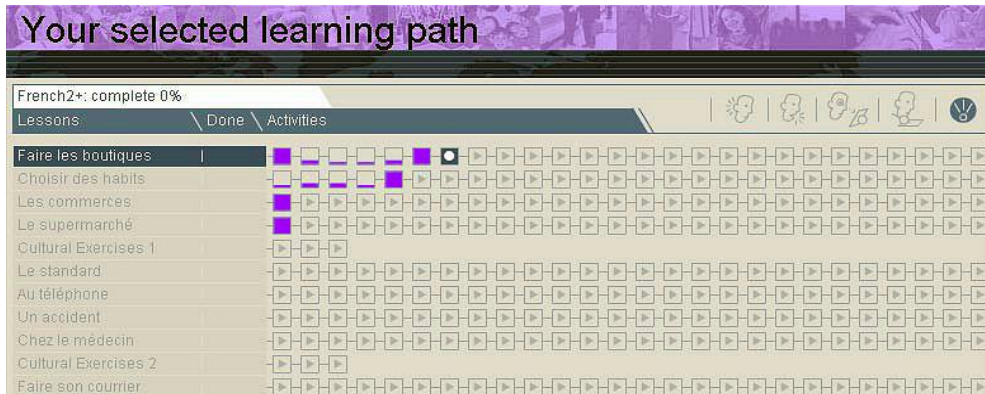 Your selected learning path
French2+: complete 0%
Lessons \ Done \ Activities
Faire les boutiques
Choisir des habits
Les commerces
Le supermarché
Cultural Exercises 1
Le standard
Au téléphone
Un accident
Chez le médecin
Cultural Exercises 2
Faire son courrier